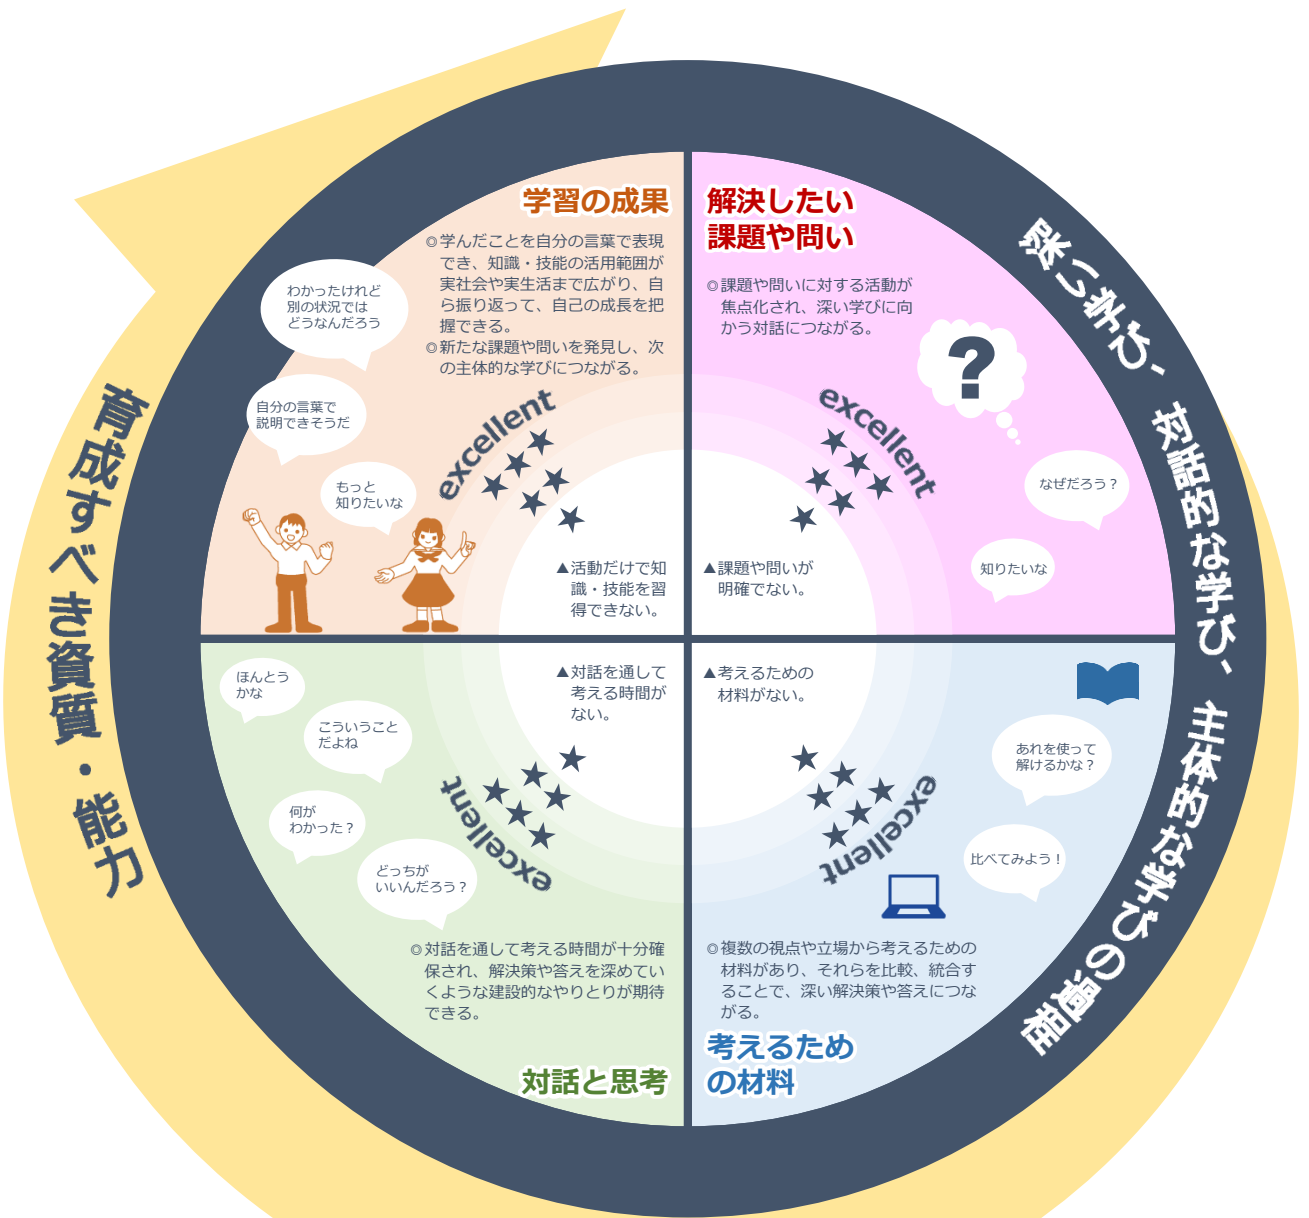 学習の成果
◎学んだことを自分の言葉で表現
でき、知識・技能の活用範囲が
実社会や実生活まで広がり、自
ら振り返って、自己の成長を把
握できる。
◎新たな課題や問いを発見し、次
の主体的な学びにつながる。
わかったけれど
別の状況では
どうなんだろう
自分の言葉で
説明できそうだ
もっと
知りたいな
excellent
▲活動だけで知
識・技能を習
得できない。
解決したい
課題や問い
◎課題や問いに対する活動が
焦点化され、深い学びに向
かう対話につながる。
?
excellent
なぜだろう？
知りたいな
▲課題や問いが
明確でない。
▲対話を通して
考える時間が
ない。
ほんとう
かな
こういうこと
だよね
何が
わかった？
どっちが
いいんだろう？
excellent
◎対話を通して考える時間が十分確
保され、解決策や答えを深めてい
くような建設的なやりとりが期待
できる。
対話と思考
▲考えるための
材料がない。
あれを使って
解けるかな？
比べてみよう！
excellent
◎複数の視点や立場から考えるための
材料があり、それらを比較、統合す
ることで、深い解決策や答えにつな
がる。
考えるため
の材料
深い学び、対話的な学び、主体的な学びの過程
育成すべき資質・能力